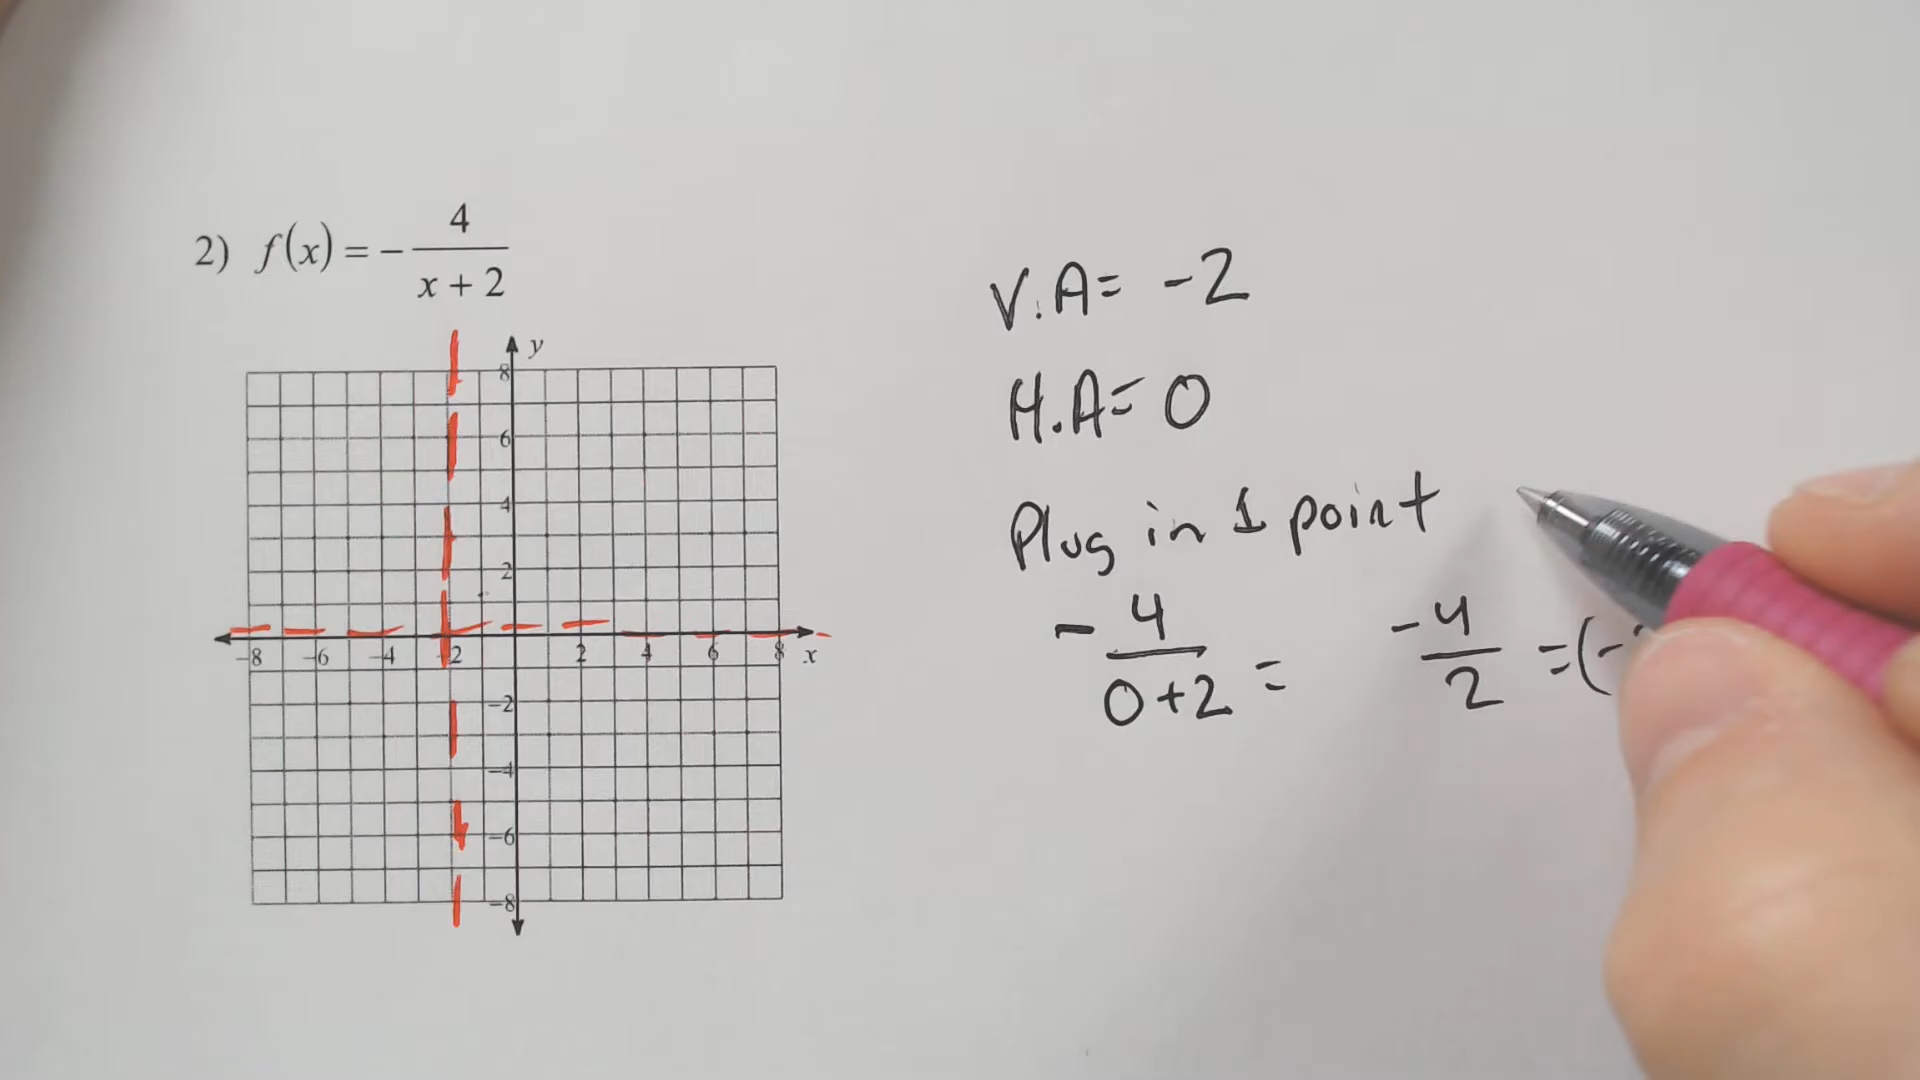 2) f(x) = - 4/(x + 2)
V.A= -2
H.A= 0
Plug in 1 point
- 4/(0+2) = -4/2 =(-
y
8
6
4
2
-8 -6 -4 -2 2 4 6 8 x
-2
-4
-6
-8